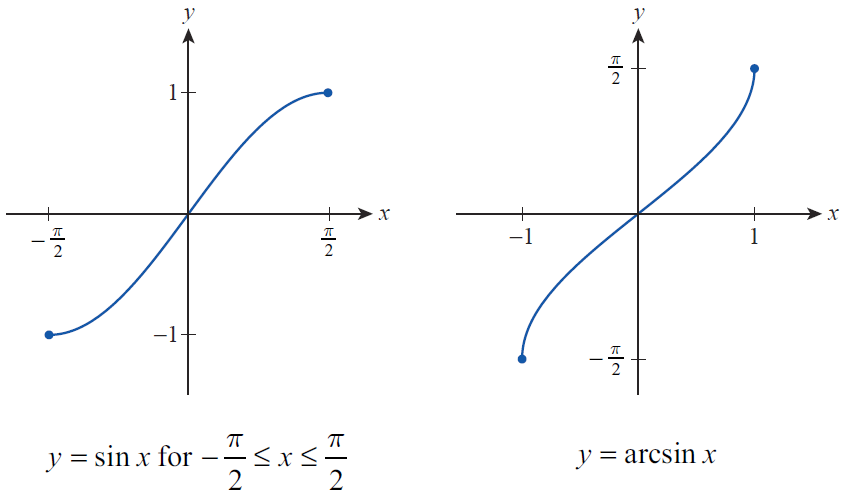 y
1
x
−π/2
π/2
−1
y = sin x for −π/2 ≤ x ≤ π/2
y
π/2
x
−1
1
−π/2
y = arcsin x